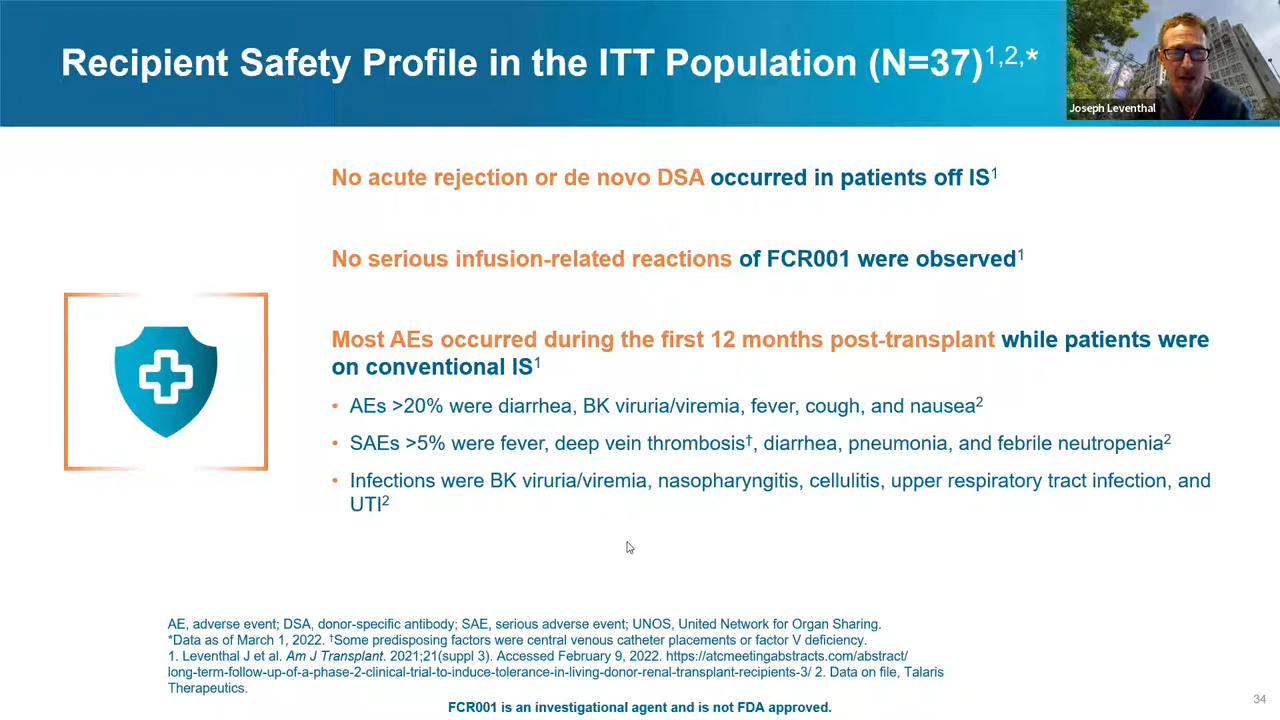 Recipient Safety Profile in the ITT Population (N=37)1,2,*
Joseph Leventhal
No acute rejection or de novo DSA occurred in patients off IS1
No serious infusion-related reactions of FCR001 were observed1
Most AEs occurred during the first 12 months post-transplant while patients were
on conventional IS1
• AEs >20% were diarrhea, BK viruria/viremia, fever, cough, and nausea2
• SAEs >5% were fever, deep vein thrombosis†, diarrhea, pneumonia, and febrile neutropenia2
• Infections were BK viruria/viremia, nasopharyngitis, cellulitis, upper respiratory tract infection, and
UTI2
AE, adverse event; DSA, donor-specific antibody; SAE, serious adverse event; UNOS, United Network for Organ Sharing.
*Data as of March 1, 2022. †Some predisposing factors were central venous catheter placements or factor V deficiency.
1. Leventhal J et al. Am J Transplant. 2021;21(suppl 3). Accessed February 9, 2022. https://atcmeetingabstracts.com/abstract/
long-term-follow-up-of-a-phase-2-clinical-trial-to-induce-tolerance-in-living-donor-renal-transplant-recipients-3/ 2. Data on file, Talaris
Therapeutics.
FCR001 is an investigational agent and is not FDA approved.
34